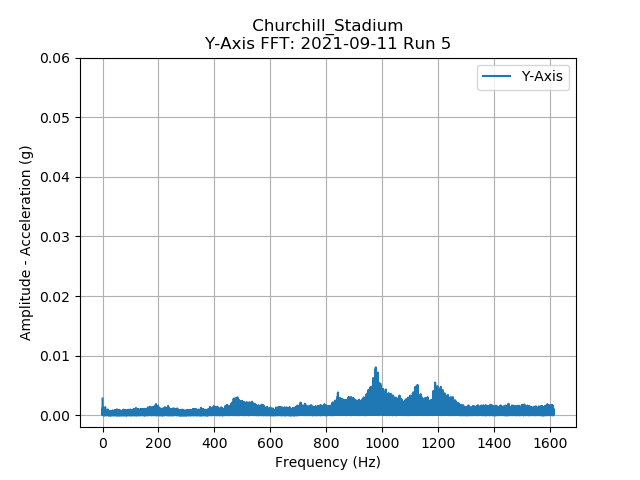 Churchill_Stadium
Y-Axis FFT: 2021-09-11 Run 5
Y-Axis
0.06
0.05
0.04
0.03
0.02
0.01
0.00
Amplitude - Acceleration (g)
0 200 400 600 800 1000 1200 1400 1600
Frequency (Hz)